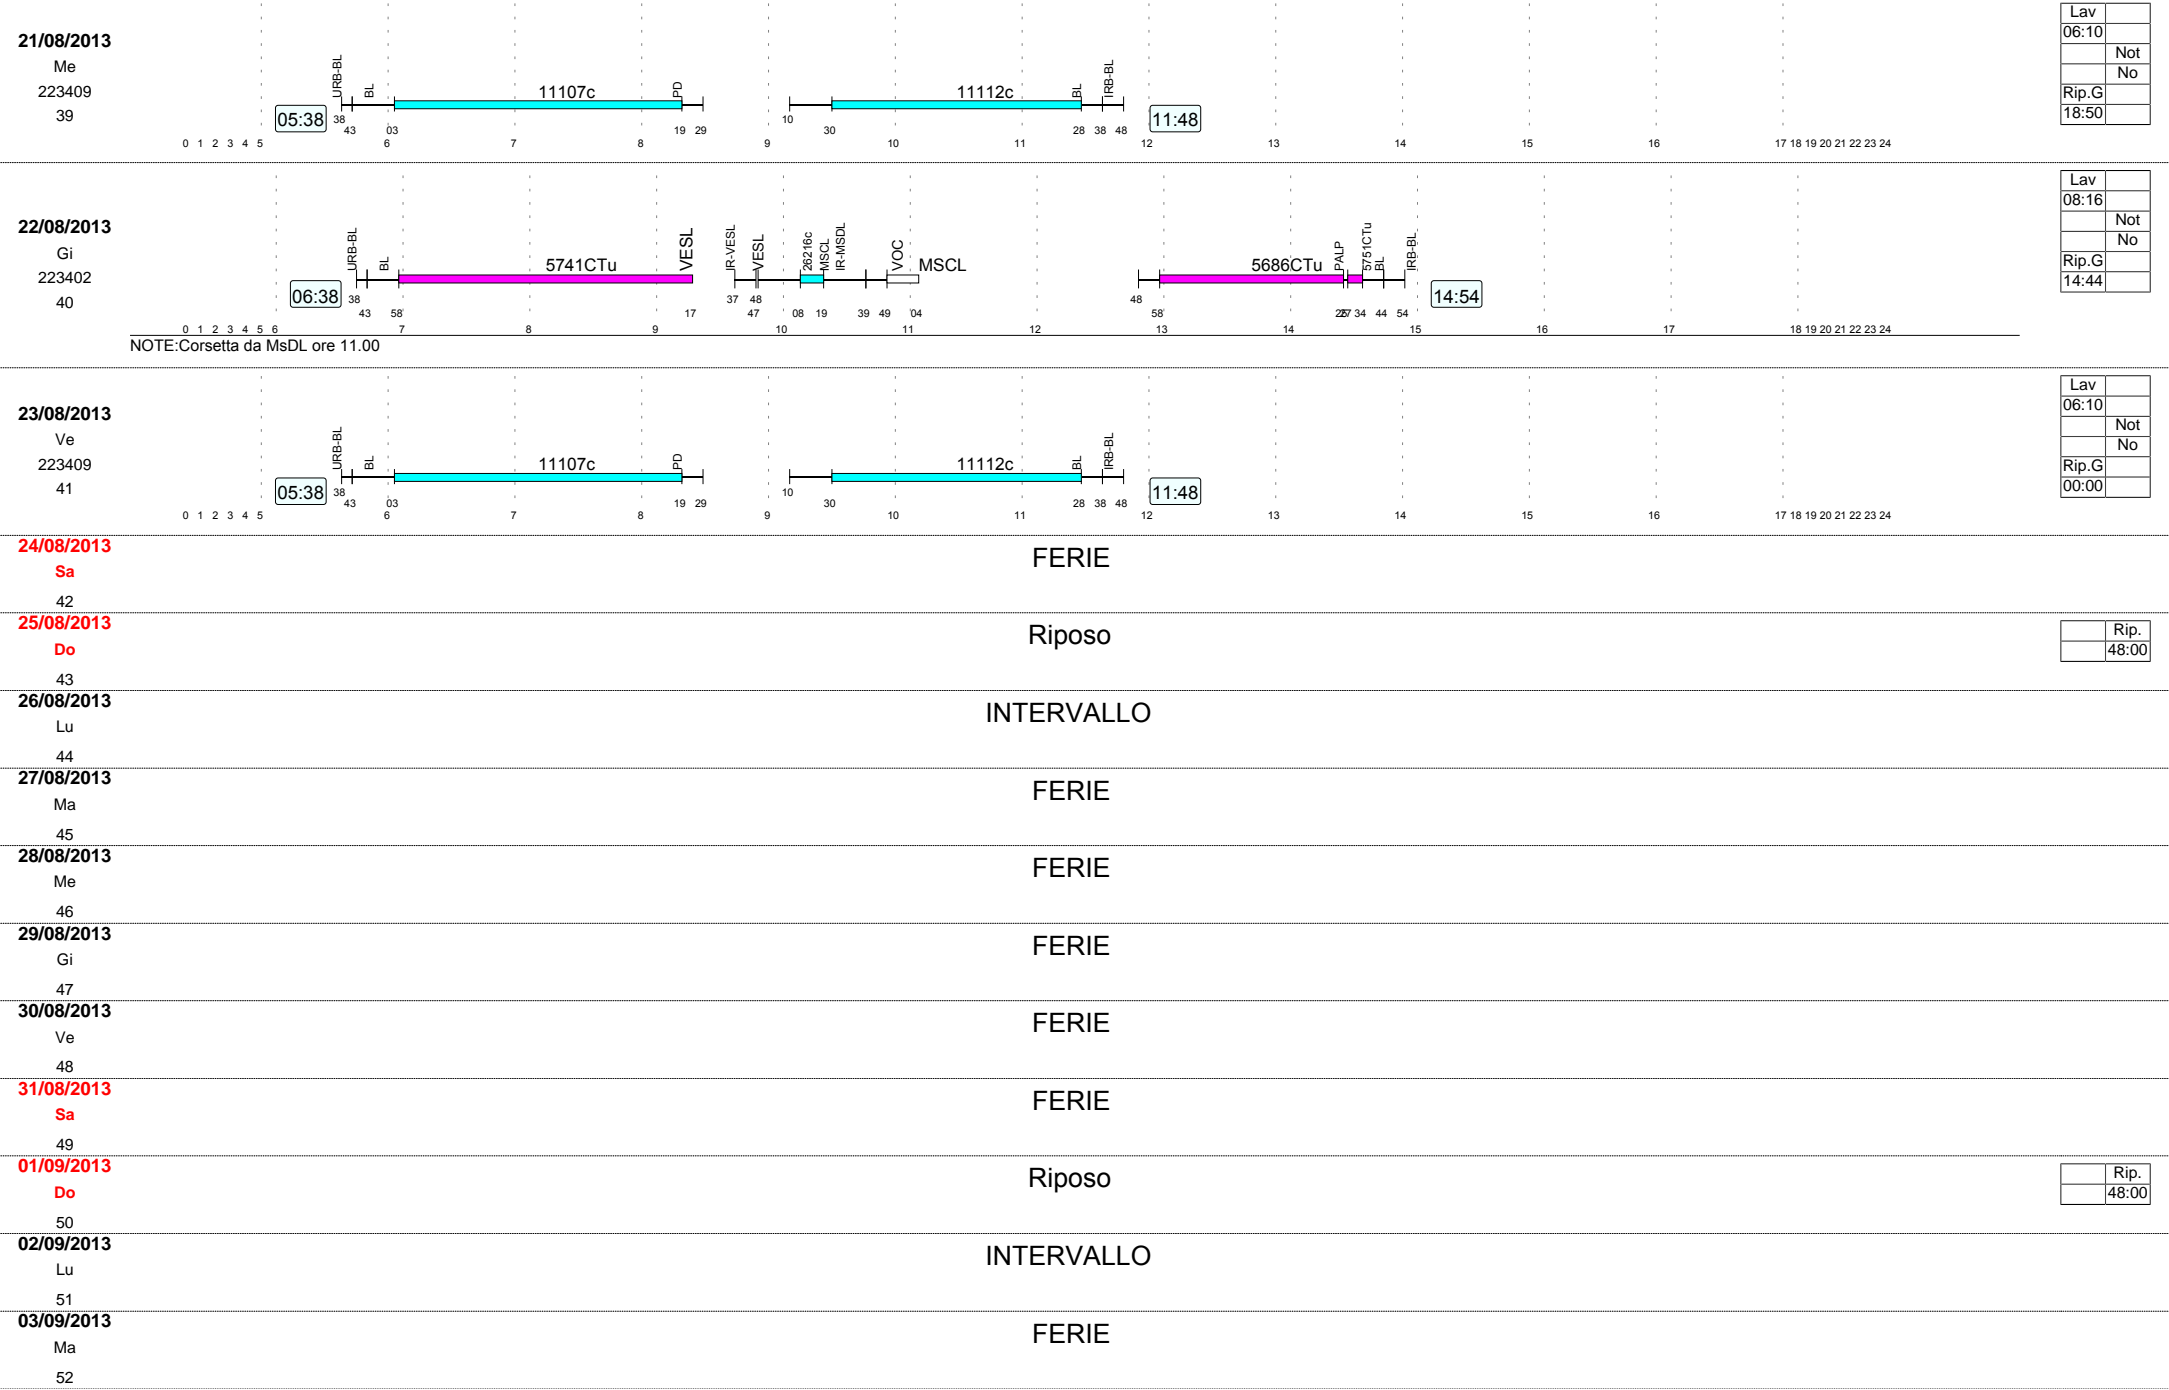 21/08/2013
Me
223409
39
05:38
URB-BL
BL
11107c
PD
11112c
BL
IRB-BL
11:48
38 43 03 19 29 10 30 28 38 48
0 1 2 3 4 5 6 7 8 9 10 11 12 13 14 15 16 17 18 19 20 21 22 23 24
Lav
06:10
Not
No
Rip.G
18:50
22/08/2013
Gi
223402
40
06:38
URB-BL
BL
5741CTu
VESL
IR-VESL
VESL
26216c
MSCL
IR-MSDL
VOC
MSCL
5686CTu
PALP
5751CTu
BL
IRB-BL
14:54
38 43 58 17 37 47 48 08 19 39 49 04 48 58 26 27 34 44 54
0 1 2 3 4 5 6 7 8 9 10 11 12 13 14 15 16 17 18 19 20 21 22 23 24
NOTE:Corsetta da MsDL ore 11.00
Lav
08:16
Not
No
Rip.G
14:44
23/08/2013
Ve
223409
41
05:38
URB-BL
BL
11107c
PD
11112c
BL
IRB-BL
11:48
38 43 03 19 29 10 30 28 38 48
0 1 2 3 4 5 6 7 8 9 10 11 12 13 14 15 16 17 18 19 20 21 22 23 24
Lav
06:10
Not
No
Rip.G
00:00
24/08/2013
Sa
42
FERIE
25/08/2013
Do
43
Riposo
Rip.
48:00
26/08/2013
Lu
44
INTERVALLO
27/08/2013
Ma
45
FERIE
28/08/2013
Me
46
FERIE
29/08/2013
Gi
47
FERIE
30/08/2013
Ve
48
FERIE
31/08/2013
Sa
49
FERIE
01/09/2013
Do
50
Riposo
Rip.
48:00
02/09/2013
Lu
51
INTERVALLO
03/09/2013
Ma
52
FERIE